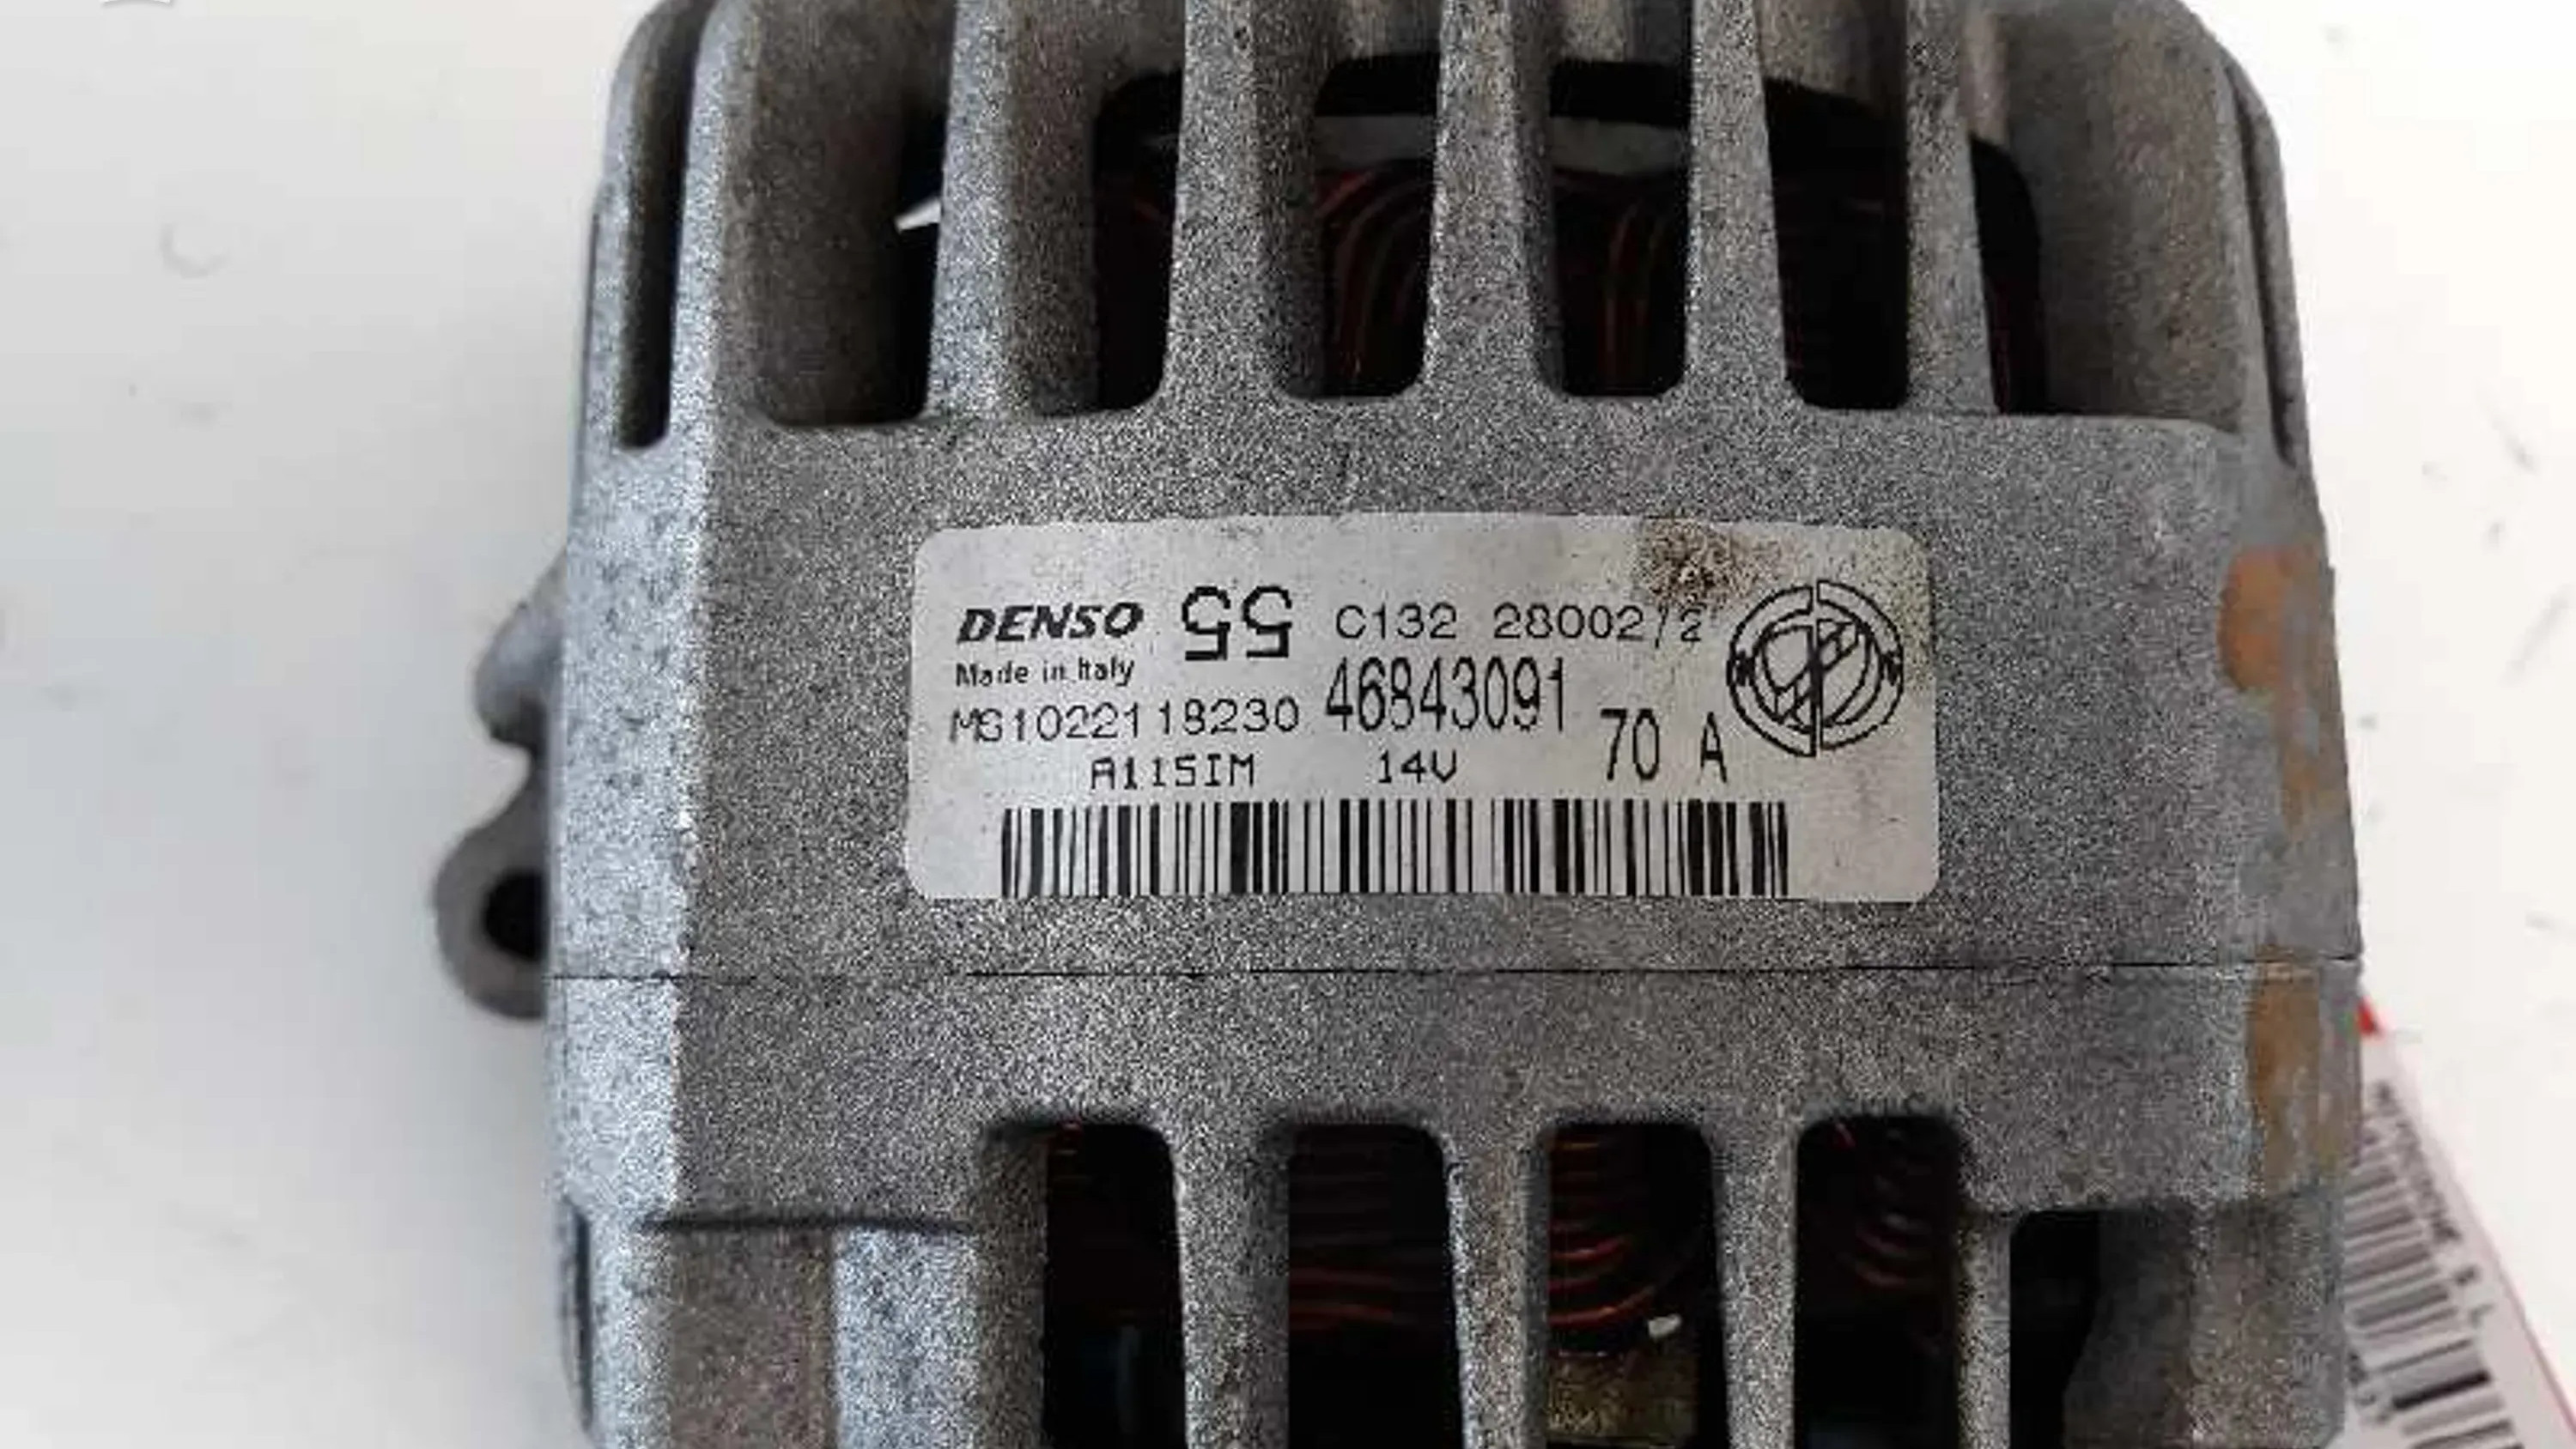 DENSO 55 C132 28002/2
Made in Italy
MS1022118230 46843091
A115IM 14V 70 A